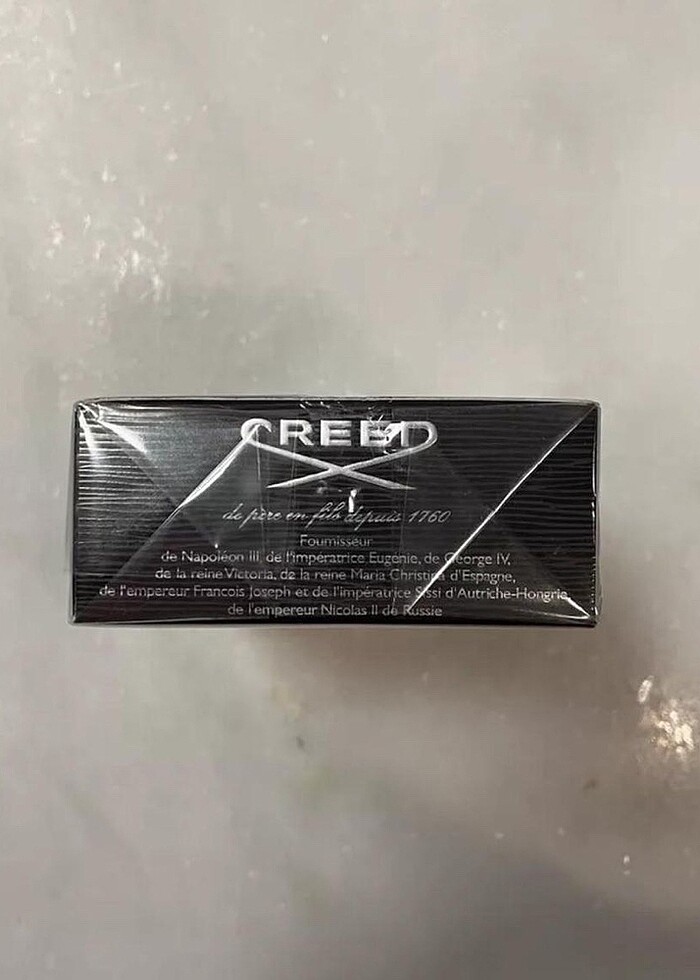 CREED
de père en fils depuis 1760
Fournisseur
de Napoléon III, de l'impératrice Eugénie, de George IV,
de la reine Victoria, de la reine Maria Christina d'Espagne,
de l'empereur Francois Joseph et de l'impératrice Sissi d'Autriche-Hongrie,
de l'empereur Nicolas II de Russie